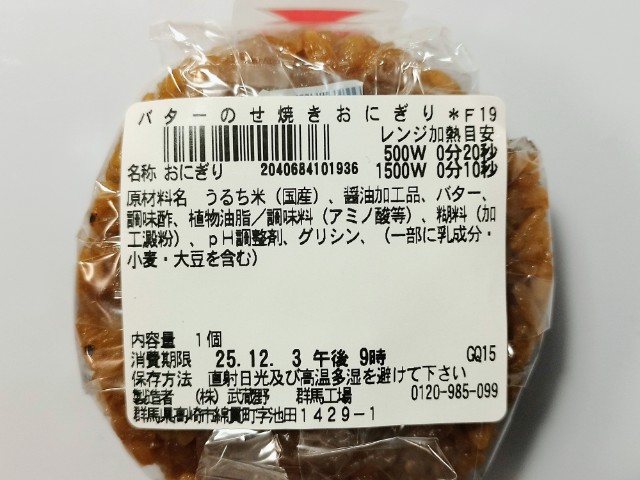 バターのせ焼きおにぎり *F19
レンジ加熱目安
500W 0分20秒
名称 おにぎり 2040684101936 1500W 0分10秒
原材料名 うるち米(国産)、醤油加工品、バター、
調味酢、植物油脂/調味料(アミノ酸等)、糊料(加
工澱粉)、pH調整剤、グリシン、(一部に乳成分・
小麦・大豆を含む)
内容量 1個
消費期限 25.12. 3 午後 9時 GQ15
保存方法 直射日光及び高温多湿を避けて下さい
製造者 (株)武蔵野 群馬工場 0120-985-099
群馬県高崎市綿貫町字池田1429-1